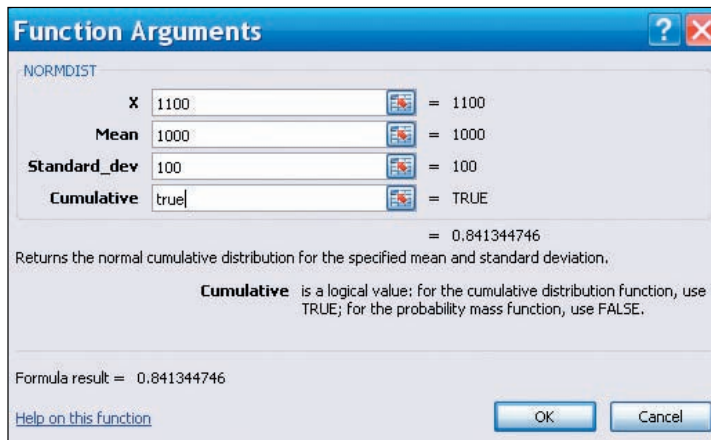 Function Arguments ?
NORMDIST
X 1100 = 1100
Mean 1000 = 1000
Standard_dev 100 = 100
Cumulative true = TRUE
= 0.841344746
Returns the normal cumulative distribution for the specified mean and standard deviation.
Cumulative is a logical value: for the cumulative distribution function, use
TRUE; for the probability mass function, use FALSE.
Formula result = 0.841344746
Help on this function OK Cancel